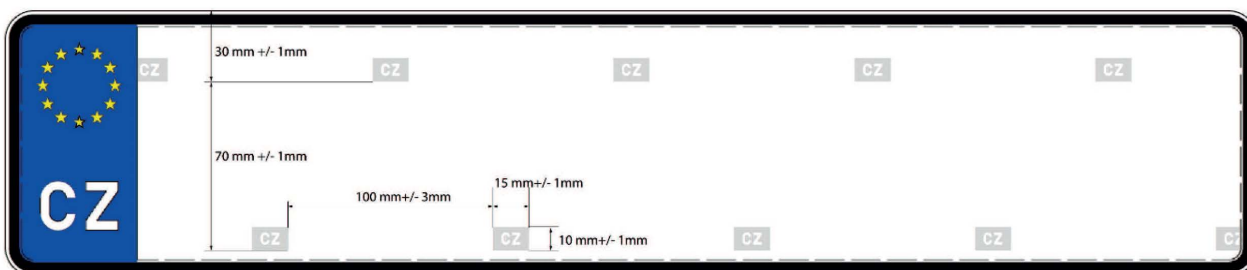 30 mm +/- 1mm
CZ CZ CZ CZ CZ
70 mm +/- 1mm
CZ
100 mm+/- 3mm 15 mm+/- 1mm
CZ CZ 10 mm+/- 1mm CZ CZ CZ